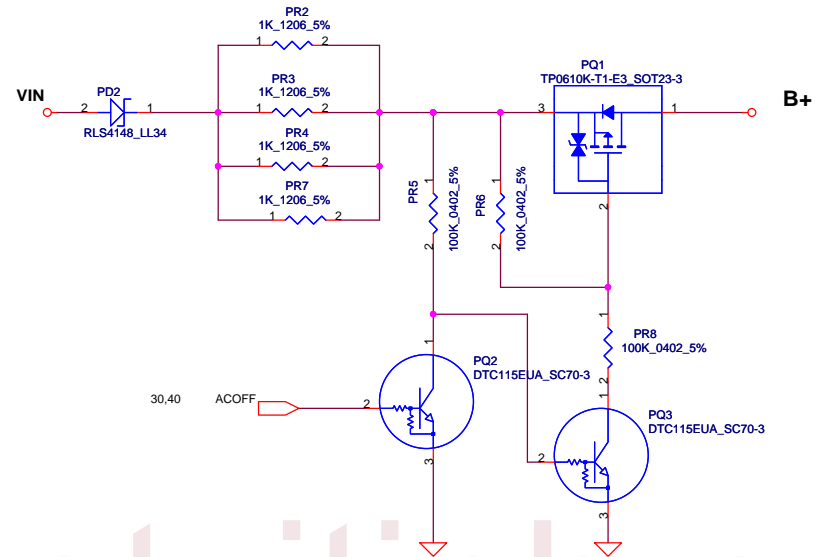 PR2
1K_1206_5%
1 2
PR3
1K_1206_5%
1 2
PR4
1K_1206_5%
1 2
PR7
1K_1206_5%
1 2
VIN
PD2
2 1
RLS4148_LL34
PQ1
TP0610K-T1-E3_SOT23-3
3 1
2
B+
PR5
100K_0402_5%
1
2
PR6
100K_0402_5%
1
2
PR8
100K_0402_5%
1
2
PQ2
DTC115EUA_SC70-3
1
2
3
30,40 ACOFF
PQ3
DTC115EUA_SC70-3
1
2
3